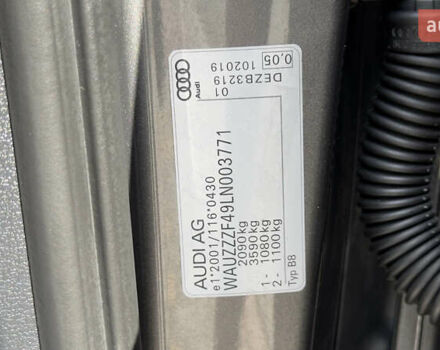 AUDI AG
e1*2001/116*0430
WAUZZZF49LN003771
2090kg
3590kg
1 - 1080kg
2 - 1100kg
Typ B8
Audi
01
DEZB3219
102019
0,05
au